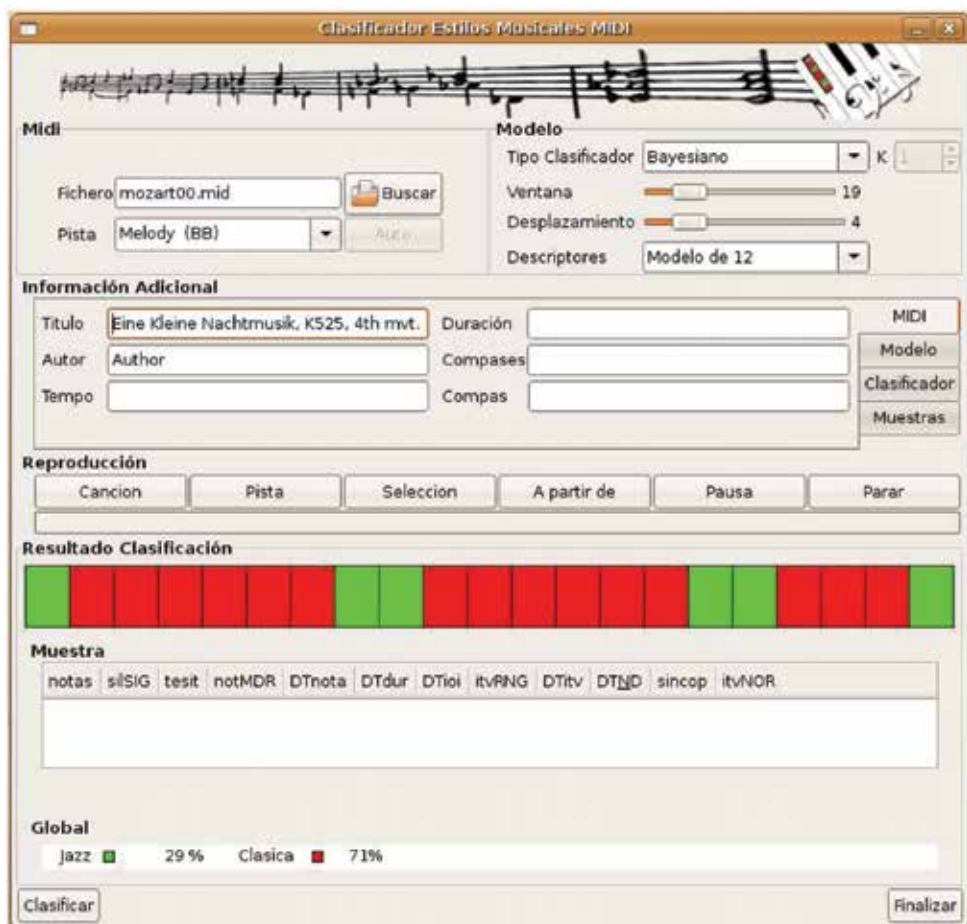 Clasificador Estilos Musicales MIDI
Midi
Fichero mozart00.mid Buscar
Pista Melody (BB) Auto
Modelo
Tipo Clasificador Bayesiano K 1
Ventana 19
Desplazamiento 4
Descriptores Modelo de 12
Información Adicional
Titulo Eine Kleine Nachtmusik, K525, 4th mvt. Duración
Autor Author Compases
Tempo Compas
MIDI
Modelo
Clasificador
Muestras
Reproducción
Cancion Pista Seleccion A partir de Pausa Parar
Resultado Clasificación
Muestra
notas silSIG tesit notMDR DTnota DTdur DTioi itvRNG DTitv DTND sincop itvNOR
Global
Jazz 29 % Clasica 71%
Clasificar Finalizar